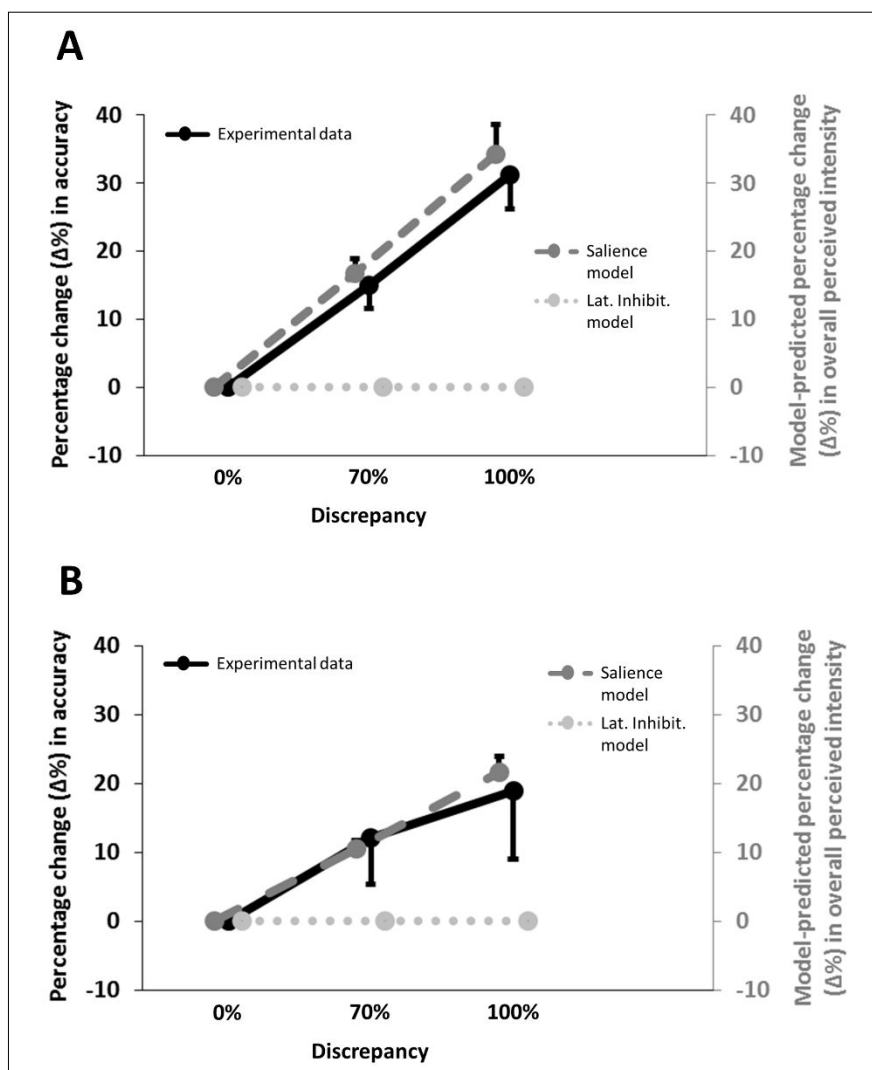 A
Percentage change (Δ%) in accuracy
40
30
20
10
0
-10
Experimental data
Salience
model
Lat. Inhibit.
model
40
30
20
10
0
-10
Model-predicted percentage change
(Δ%) in overall perceived intensity
0% 70% 100%
Discrepancy
B
Percentage change (Δ%) in accuracy
40
30
20
10
0
-10
Experimental data
Salience
model
Lat. Inhibit.
model
40
30
20
10
0
-10
Model-predicted percentage change
(Δ%) in overall perceived intensity
0% 70% 100%
Discrepancy